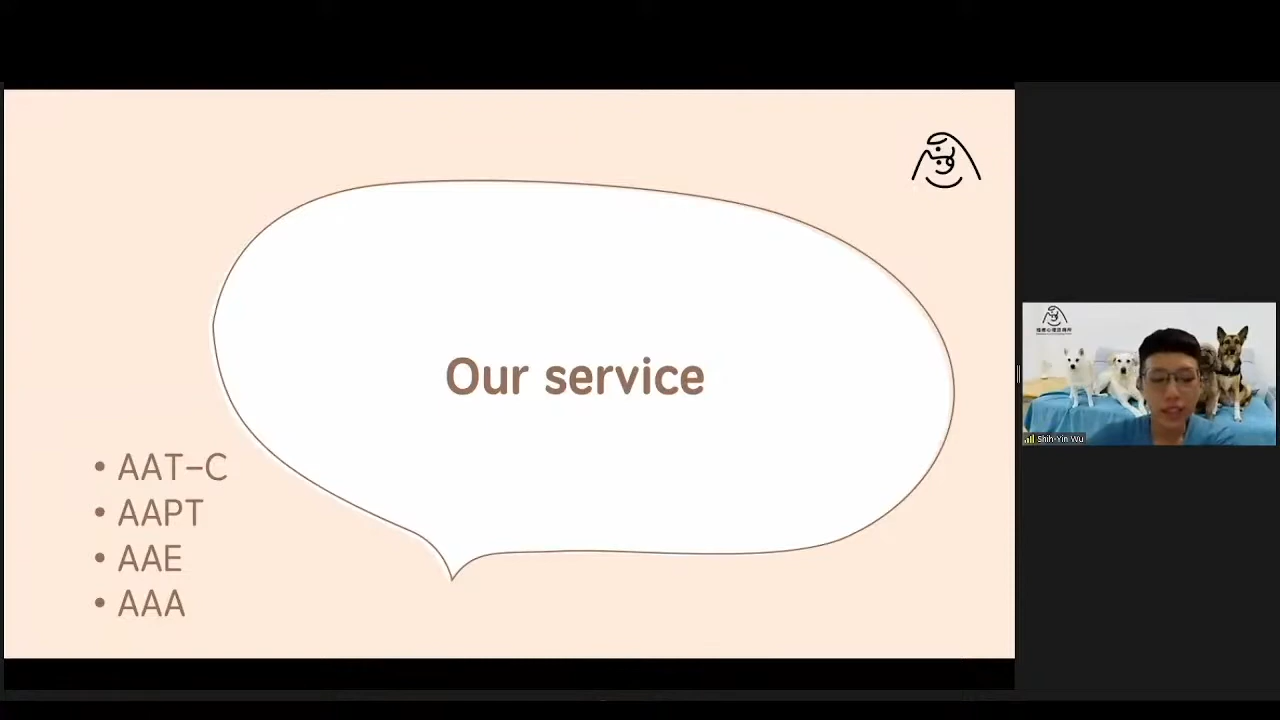 Our service
• AAT-C
• AAPT
• AAE
• AAA
Shih-Yin Wu